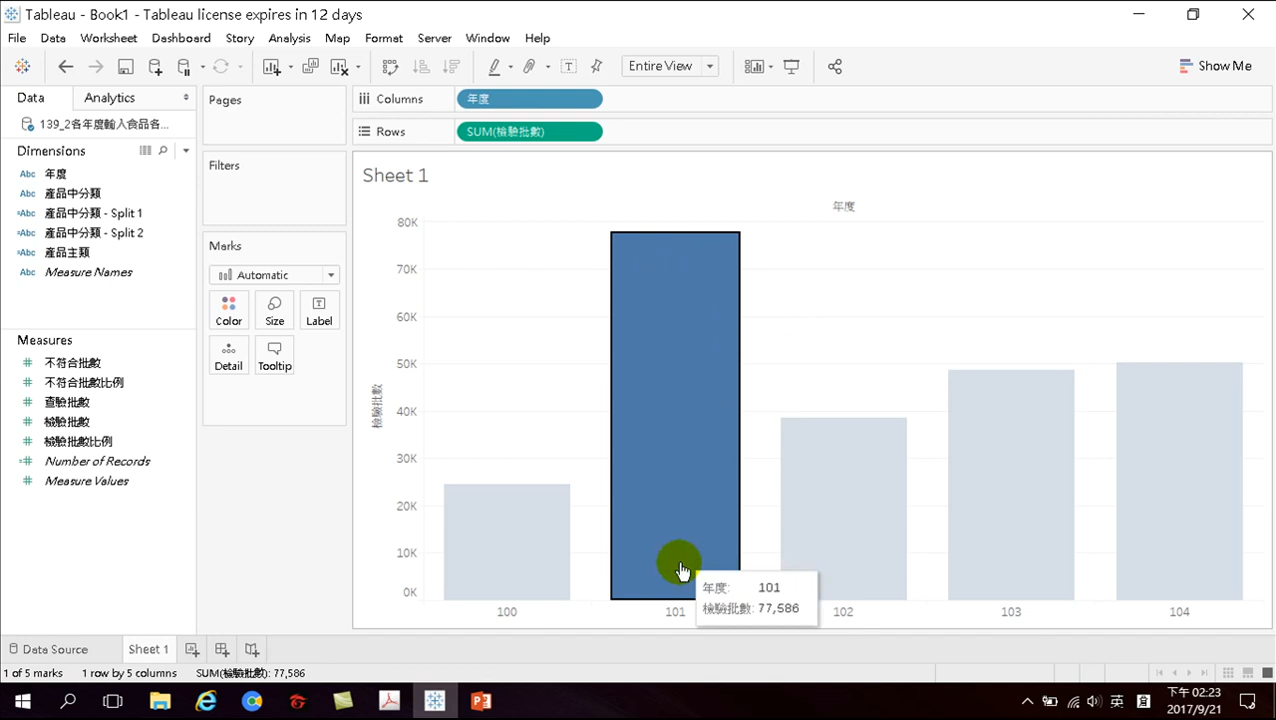 Tableau - Book1 - Tableau license expires in 12 days
File Data Worksheet Dashboard Story Analysis Map Format Server Window Help
Entire View
Show Me
Data Analytics
139_2各年度輸入食品各...
Dimensions
Abc 年度
Abc 產品中分類
=Abc 產品中分類 - Split 1
=Abc 產品中分類 - Split 2
=Abc 產品主類
Abc Measure Names
Measures
不符合批數
不符合批數比例
查驗批數
檢驗批數
檢驗批數比例
Number of Records
Measure Values
Pages
Filters
Marks
Automatic
Color Size Label
Detail Tooltip
Columns 年度
Rows SUM(檢驗批數)
Sheet 1
年度
80K
70K
60K
50K
40K
30K
20K
10K
0K
檢驗批數
100 101 102 103 104
年度: 101
檢驗批數: 77,586
Data Source Sheet 1
1 of 5 marks 1 row by 5 columns SUM(檢驗批數): 77,586
英
下午 02:23
2017/9/21